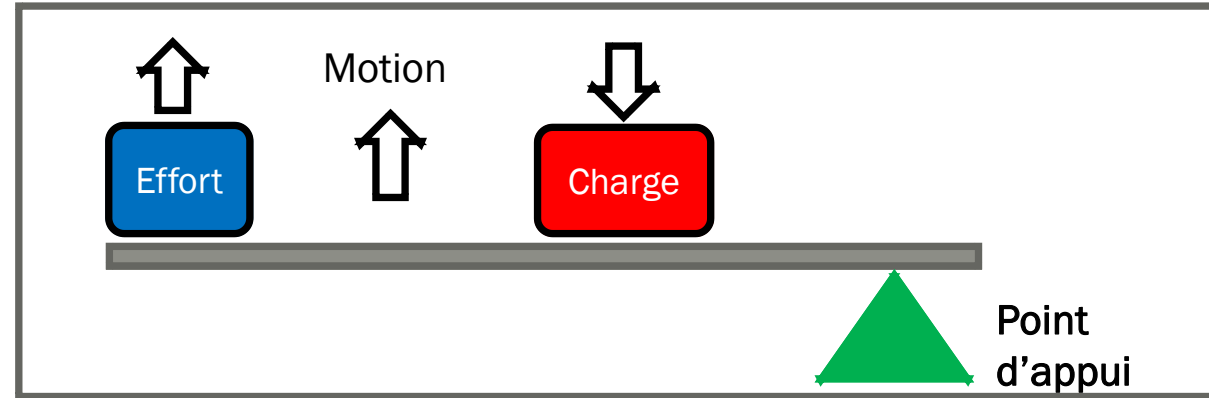 Motion
Effort
Charge
Point
d’appui